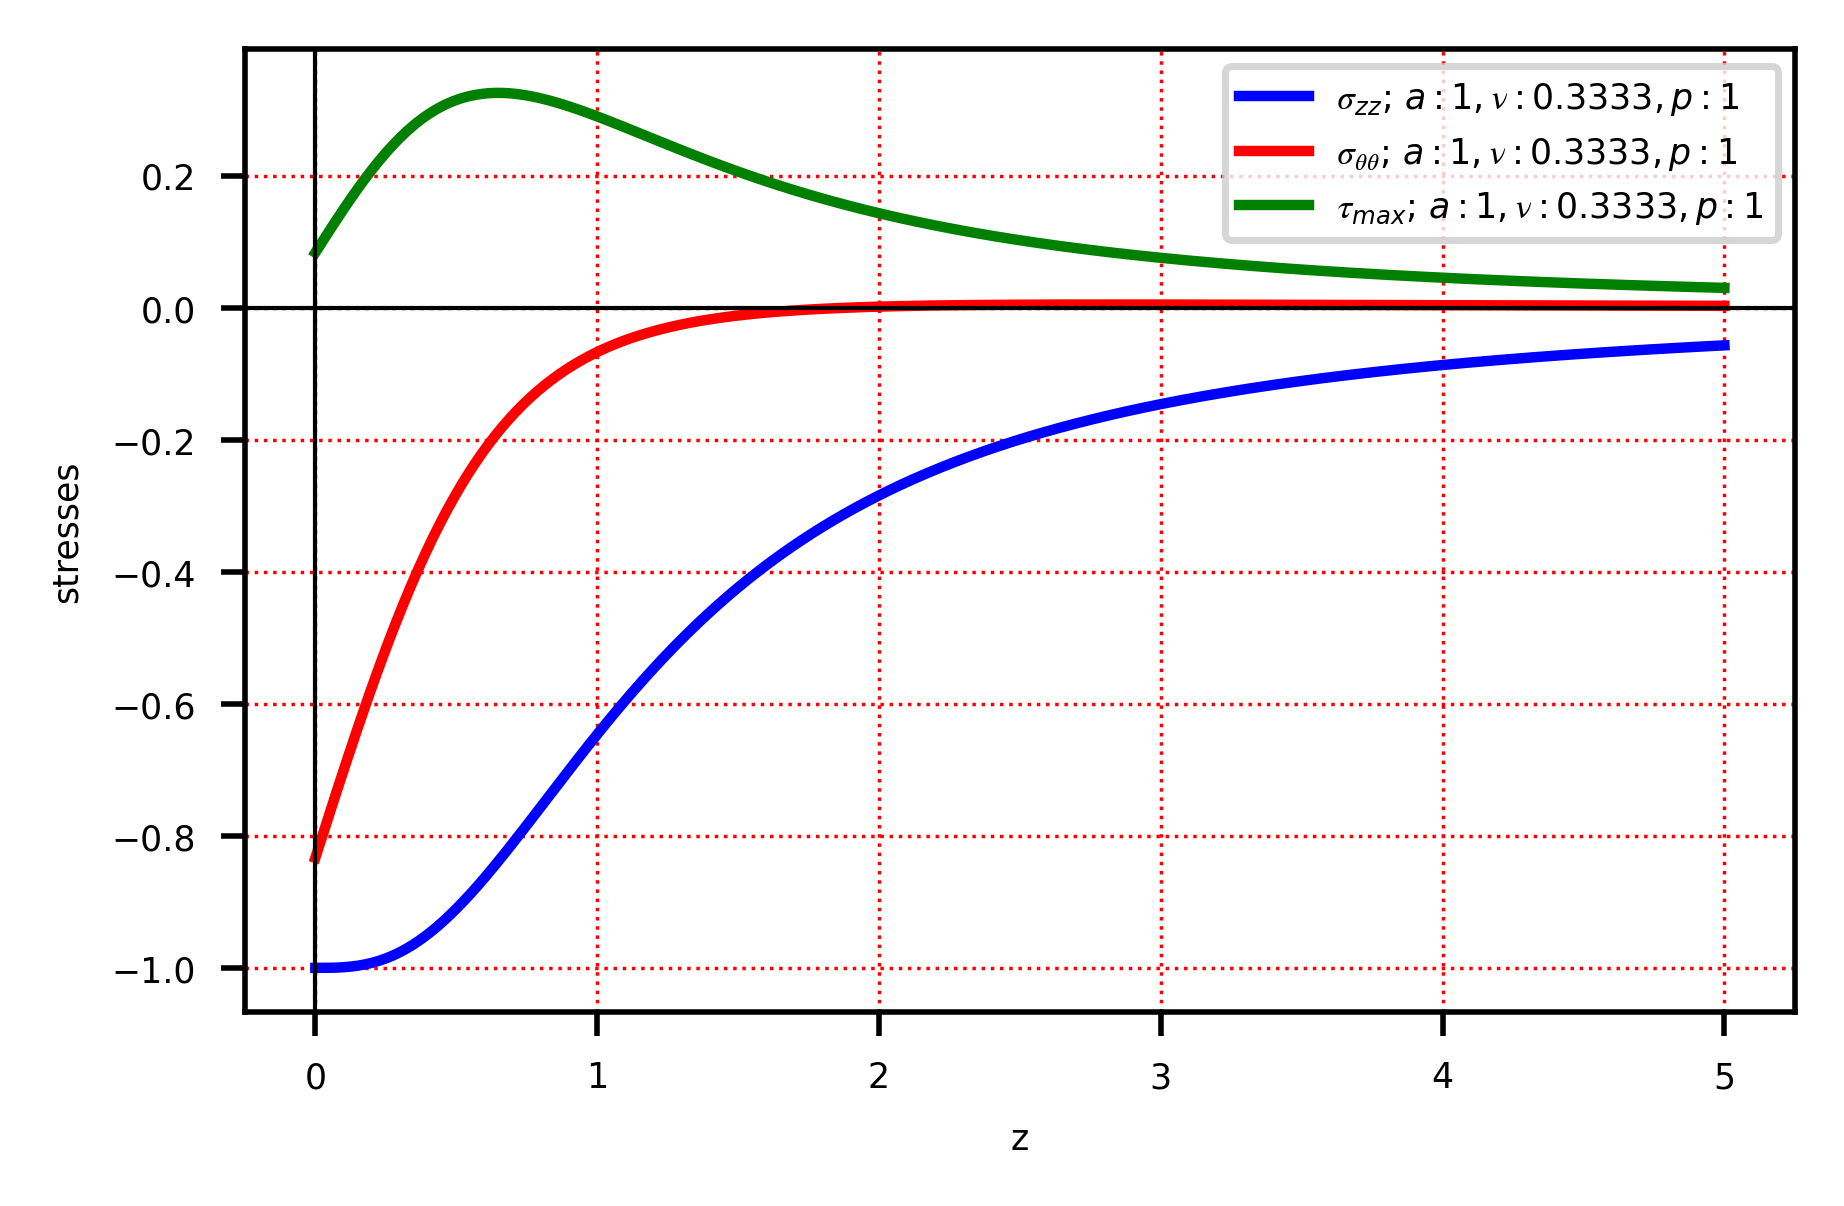 σzz; a : 1, ν : 0.3333, p : 1
σθθ; a : 1, ν : 0.3333, p : 1
τmax; a : 1, ν : 0.3333, p : 1
0.2
0.0
−0.2
−0.4
−0.6
−0.8
−1.0
stresses
0 1 2 3 4 5
z